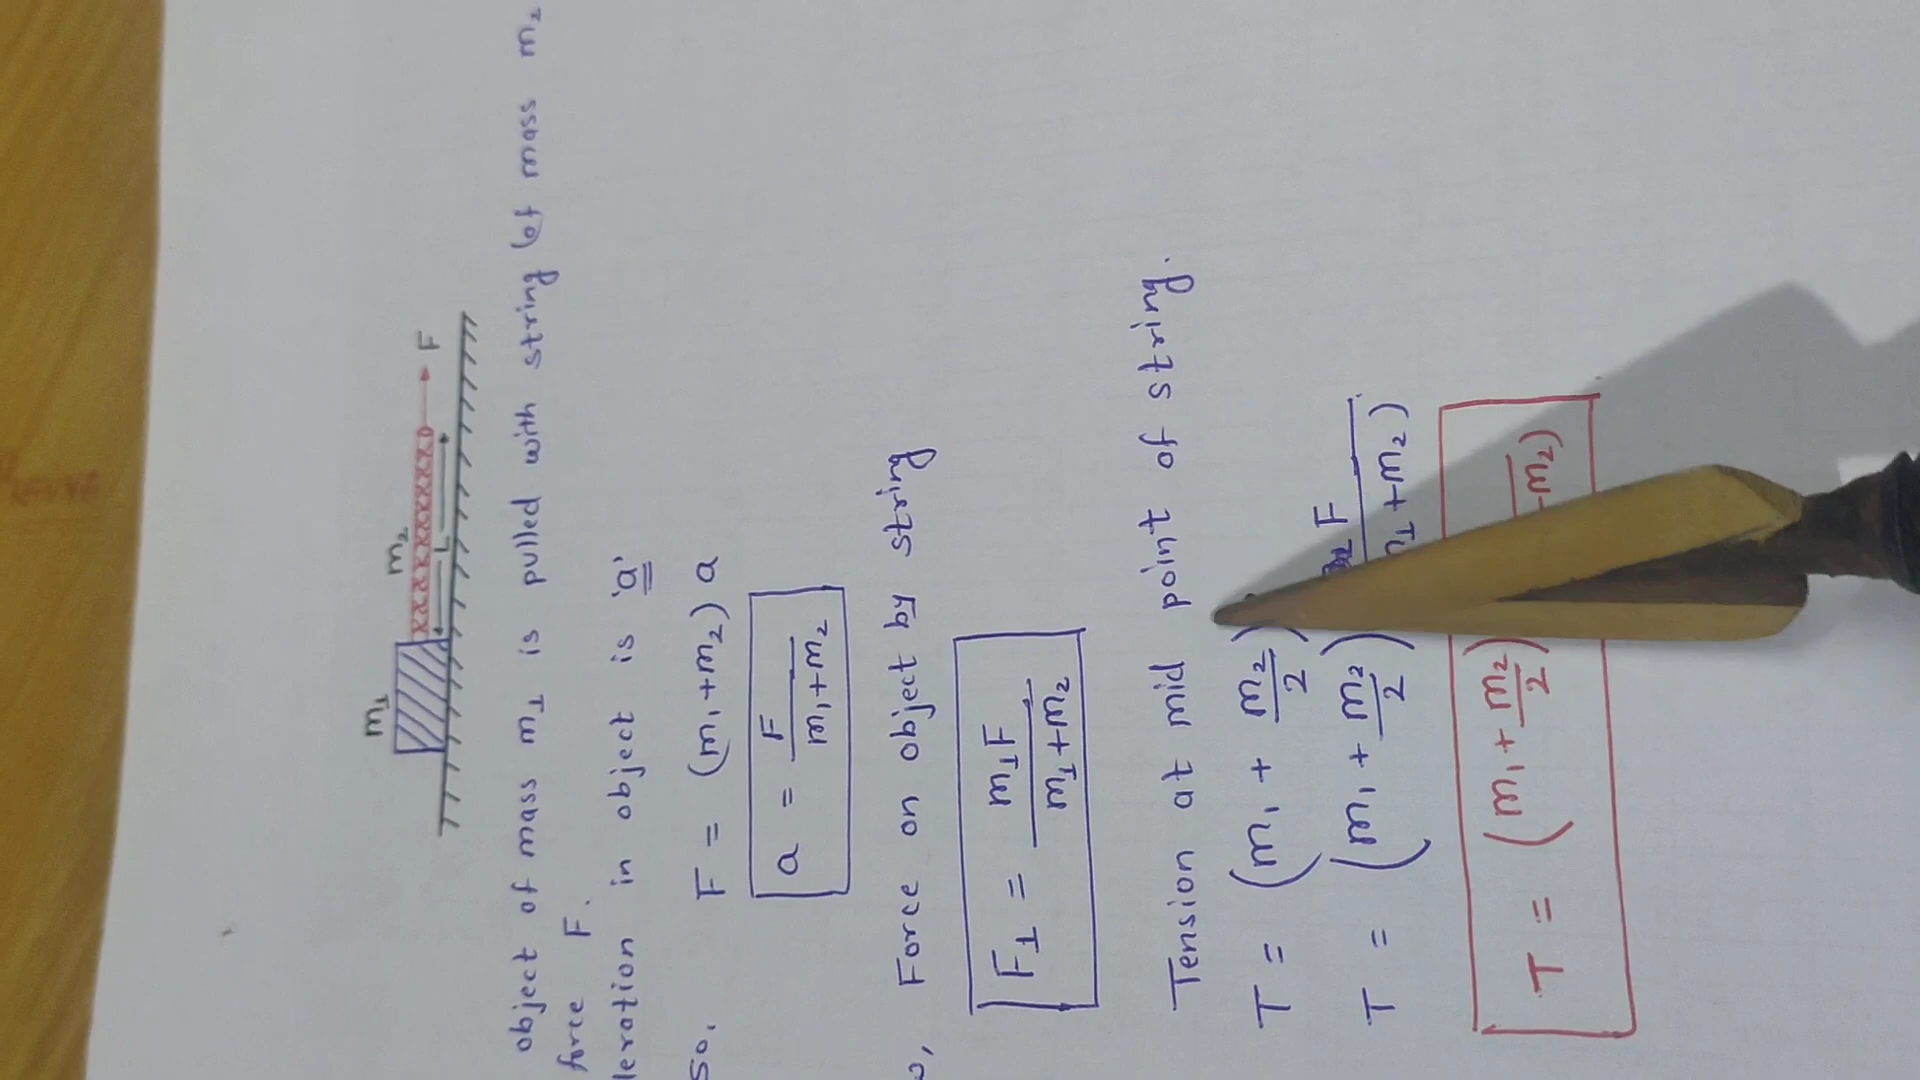 m1
m2
F
L
object of mass m1 is pulled with string (of mass m2
force F.
leration in object is 'a'
so, F = (m1+m2) a
a = F/(m1+m2)
Force on object by string
F1 = m1F/(m1+m2)
Tension at mid point of string.
T = (m1 + m2/2)
T = (m1 + m2/2) F/ +m2)
T = (m1 + m2/2) m2)